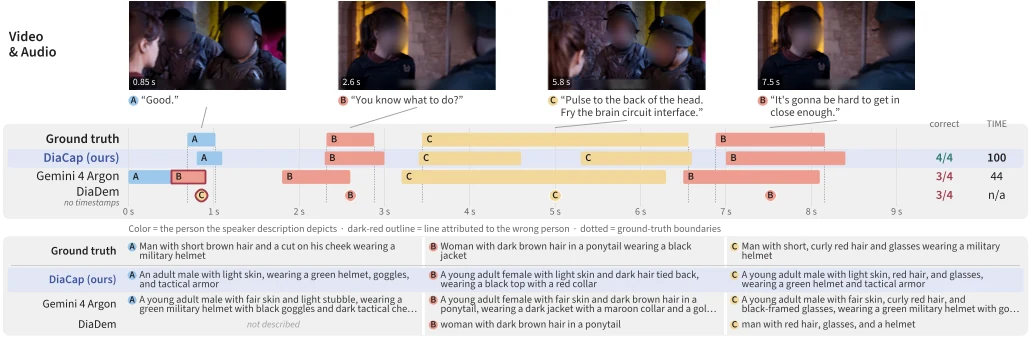 Video
& Audio
0.85 s
2.6 s
5.8 s
7.5 s
A "Good."
B "You know what to do?"
C "Pulse to the back of the head.
Fry the brain circuit interface."
B "It's gonna be hard to get in
close enough."
correct TIME
Ground truth A B C B
DiaCap (ours) A B C C B 4/4 100
Gemini 4 Argon A B B C B 3/4 44
DiaDem C B C B 3/4 n/a
no timestamps
0 s 1 s 2 s 3 s 4 s 5 s 6 s 7 s 8 s 9 s
Color = the person the speaker description depicts · dark-red outline = line attributed to the wrong person · dotted = ground-truth boundaries
Ground truth
A Man with short brown hair and a cut on his cheek wearing a
military helmet
B Woman with dark brown hair in a ponytail wearing a black
jacket
C Man with short, curly red hair and glasses wearing a military
helmet
DiaCap (ours)
A An adult male with light skin, wearing a green helmet, goggles,
and tactical armor
B A young adult female with light skin and dark hair tied back,
wearing a black top with a red collar
C A young adult male with light skin, red hair, and glasses,
wearing a green helmet and tactical armor
Gemini 4 Argon
A A young adult male with fair skin and light stubble, wearing a
green military helmet with black goggles and dark tactical che…
B A young adult female with fair skin and dark brown hair in a
ponytail, wearing a dark jacket with a maroon collar and a gol…
C A young adult male with fair skin, curly red hair, and
black-framed glasses, wearing a green military helmet with go…
DiaDem
not described
B woman with dark brown hair in a ponytail
C man with red hair, glasses, and a helmet